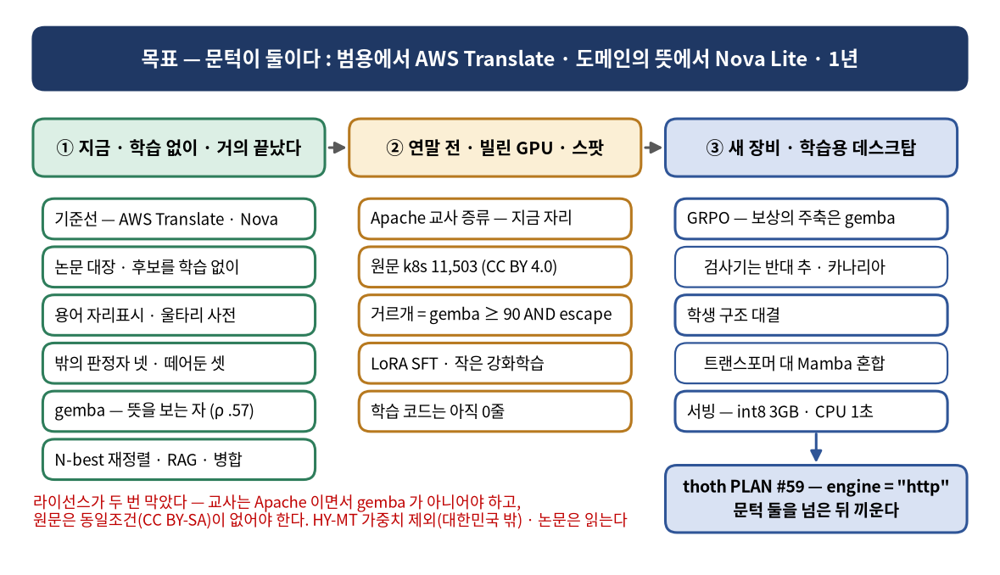 목표 — 문턱이 둘이다 : 범용에서 AWS Translate · 도메인의 뜻에서 Nova Lite · 1년
① 지금 · 학습 없이 · 거의 끝났다
기준선 — AWS Translate · Nova
논문 대장 · 후보를 학습 없이
용어 자리표시 · 울타리 사전
밖의 판정자 넷 · 떼어둔 셋
gemba — 뜻을 보는 자 (ρ .57)
N-best 재정렬 · RAG · 병합
② 연말 전 · 빌린 GPU · 스팟
Apache 교사 증류 — 지금 자리
원문 k8s 11,503 (CC BY 4.0)
거르개 = gemba ≥ 90 AND escape
LoRA SFT · 작은 강화학습
학습 코드는 아직 0줄
③ 새 장비 · 학습용 데스크탑
GRPO — 보상의 주축은 gemba
검사기는 반대 추 · 카나리아
학생 구조 대결
트랜스포머 대 Mamba 혼합
서빙 — int8 3GB · CPU 1초
thoth PLAN #59 — engine = "http"
문턱 둘을 넘은 뒤 끼운다
라이선스가 두 번 막았다 — 교사는 Apache 이면서 gemba 가 아니어야 하고,
원문은 동일조건(CC BY-SA)이 없어야 한다. HY-MT 가중치 제외(대한민국 밖) · 논문은 읽는다